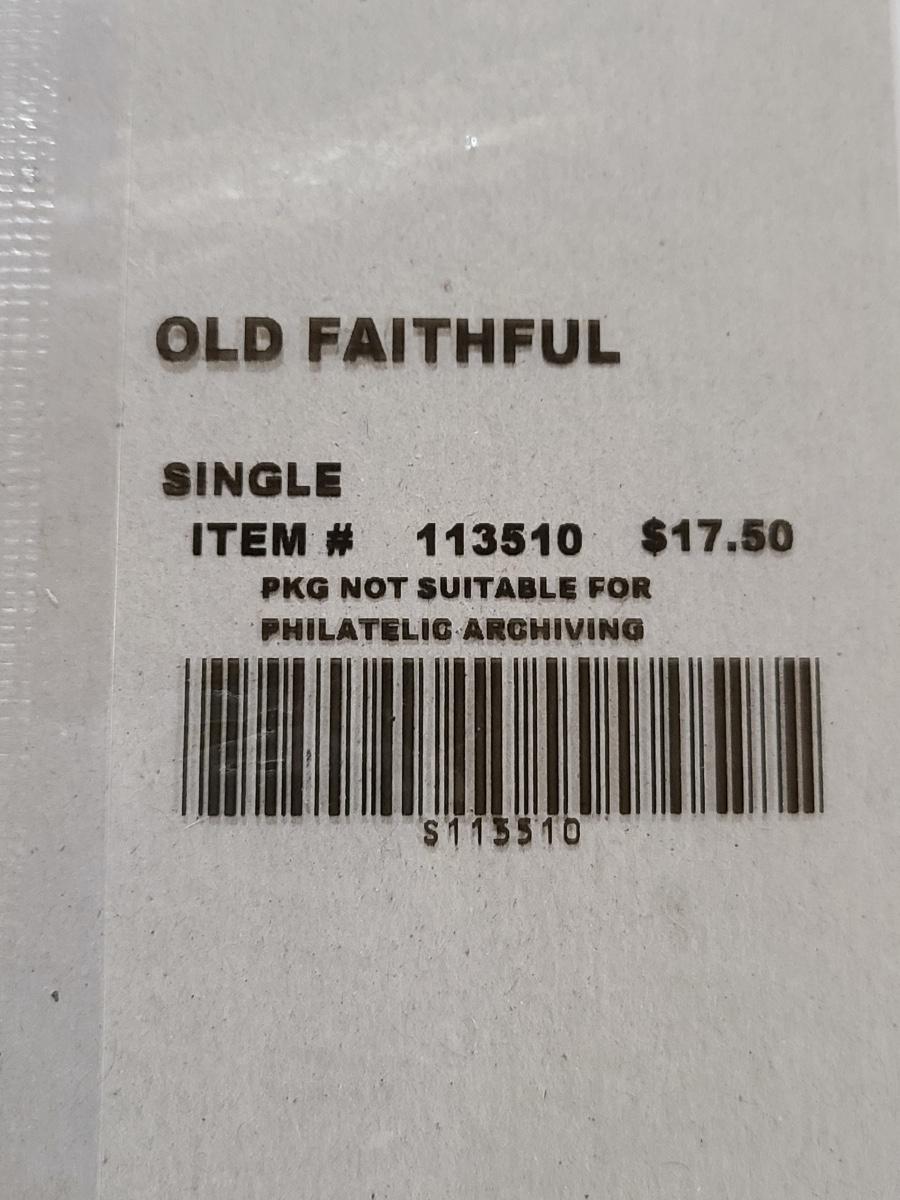 OLD FAITHFUL
SINGLE
ITEM # 113510 $17.50
PKG NOT SUITABLE FOR
PHILATELIC ARCHIVING
S113510